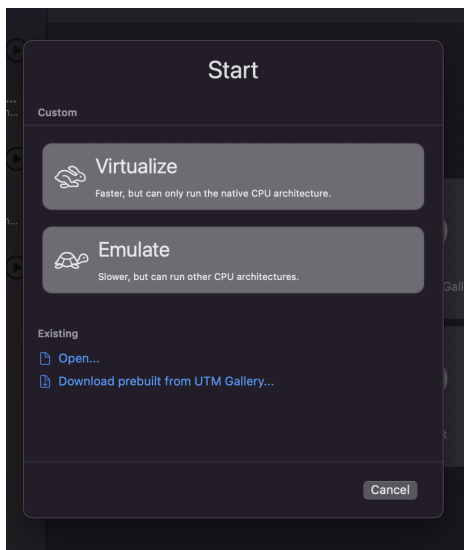 Start
Custom
Virtualize
Faster, but can only run the native CPU architecture.
Emulate
Slower, but can run other CPU architectures.
Existing
Open...
Download prebuilt from UTM Gallery...
Cancel